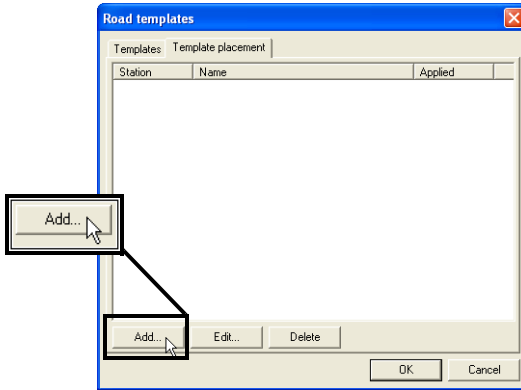 Road templates
Templates Template placement
Station Name Applied
Add...
Add... Edit... Delete
OK Cancel